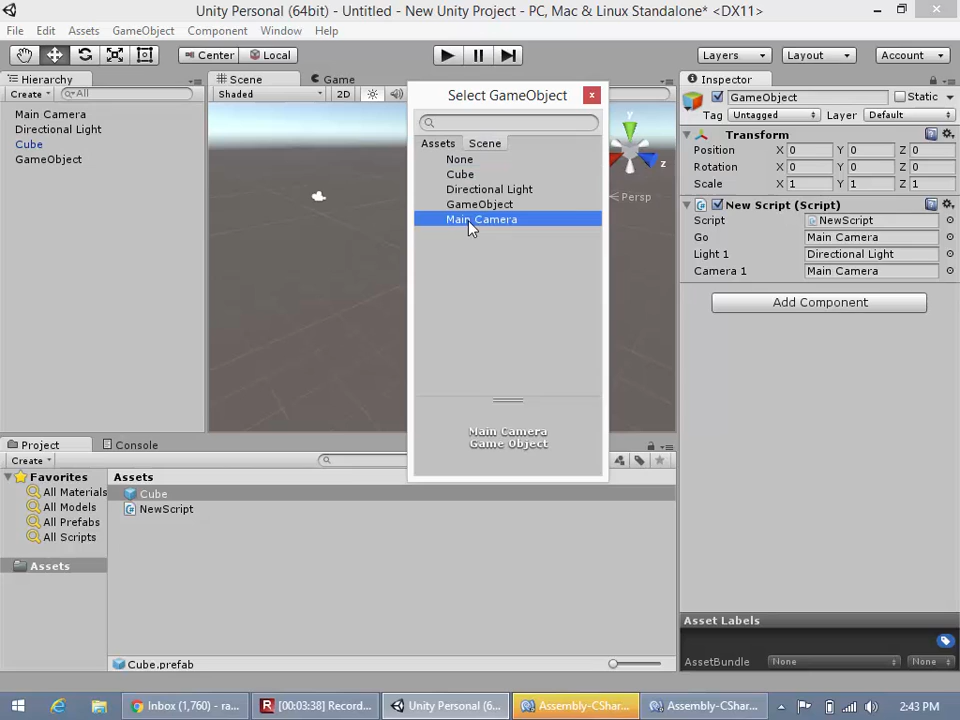 Unity Personal (64bit) - Untitled - New Unity Project - PC, Mac & Linux Standalone* <DX11>
File Edit Assets GameObject Component Window Help
Center Local Layers Layout Account
Hierarchy
Create All
Main Camera
Directional Light
Cube
GameObject
Scene Game
Shaded 2D
Persp
y
z
Select GameObject
Assets Scene
None
Cube
Directional Light
GameObject
Main Camera
Main Camera
Game Object
Inspector
GameObject Static
Tag Untagged Layer Default
Transform
Position X 0 Y 0 Z 0
Rotation X 0 Y 0 Z 0
Scale X 1 Y 1 Z 1
New Script (Script)
Script NewScript
Go Main Camera
Light 1 Directional Light
Camera 1 Main Camera
Add Component
Project Console
Create
Favorites
All Materials
All Models
All Prefabs
All Scripts
Assets
Assets
Cube
NewScript
Cube.prefab
Asset Labels
AssetBundle None None
Inbox (1,760) - ra...
[00:03:38] Record...
Unity Personal (6...
Assembly-CShar...
Assembly-CShar...
2:43 PM